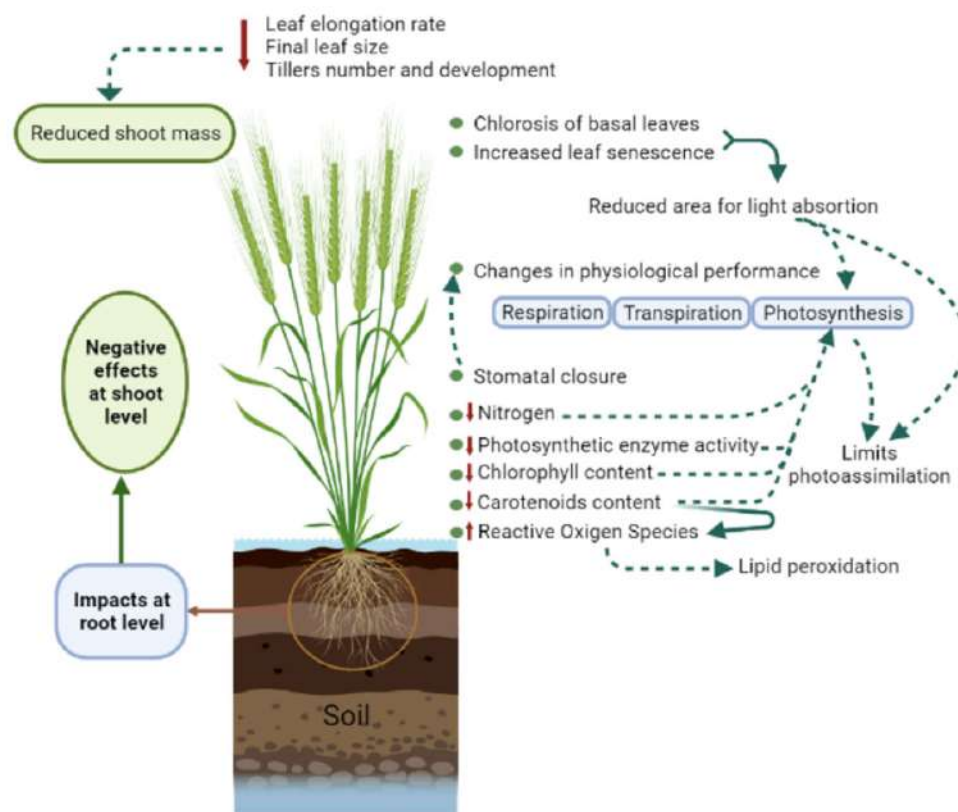 Leaf elongation rate
Final leaf size
Tillers number and development
Reduced shoot mass
Chlorosis of basal leaves
Increased leaf senescence
Reduced area for light absortion
Changes in physiological performance
Respiration Transpiration Photosynthesis
Negative
effects
at shoot
level
Stomatal closure
Nitrogen
Photosynthetic enzyme activity
Chlorophyll content
Carotenoids content
Reactive Oxigen Species
Limits
photoassimilation
Lipid peroxidation
Impacts at
root level
Soil